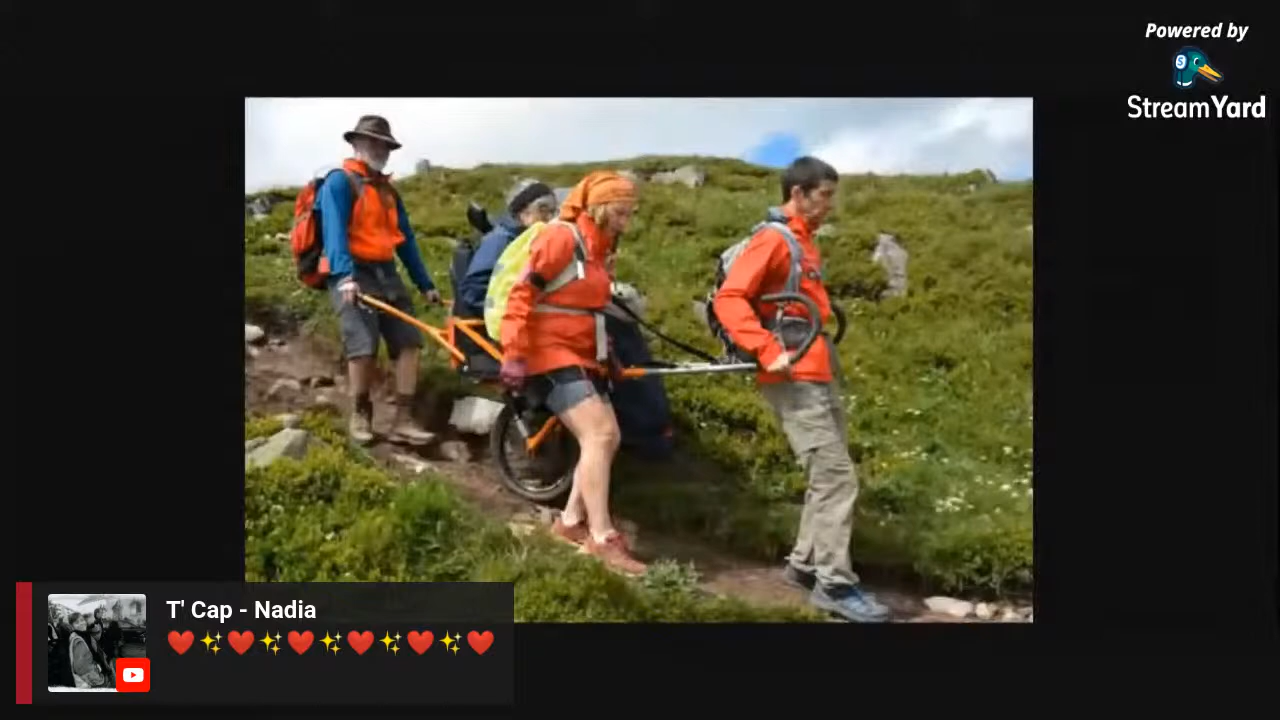 Powered by
StreamYard
T' Cap - Nadia
❤️✨❤️✨❤️✨❤️✨❤️✨❤️